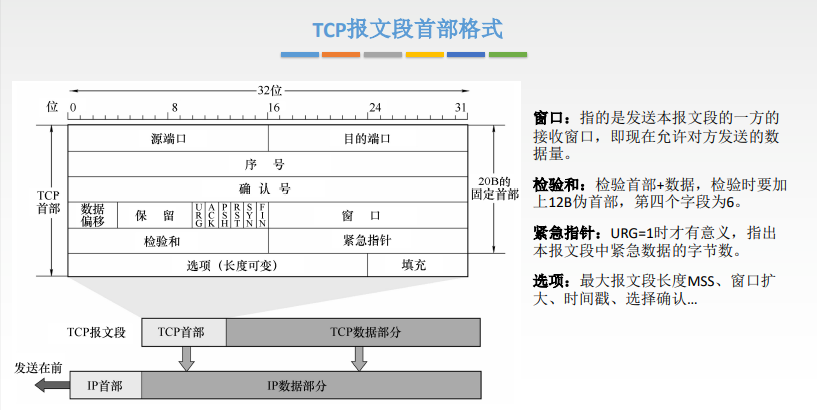 TCP报文段首部格式
32位
位 0 8 16 24 31
源端口 目的端口
序 号
确 认 号
数据偏移 保 留 URG ACK PSH RST SYN FIN 窗 口
检验和 紧急指针
选项（长度可变） 填充
TCP首部
20B的固定首部
TCP报文段 TCP首部 TCP数据部分
发送在前
IP首部 IP数据部分
窗口：指的是发送本报文段的一方的
接收窗口，即现在允许对方发送的数
据量。
检验和：检验首部+数据，检验时要加
上12B伪首部，第四个字段为6。
紧急指针：URG=1时才有意义，指出
本报文段中紧急数据的字节数。
选项：最大报文段长度MSS、窗口扩
大、时间戳、选择确认…